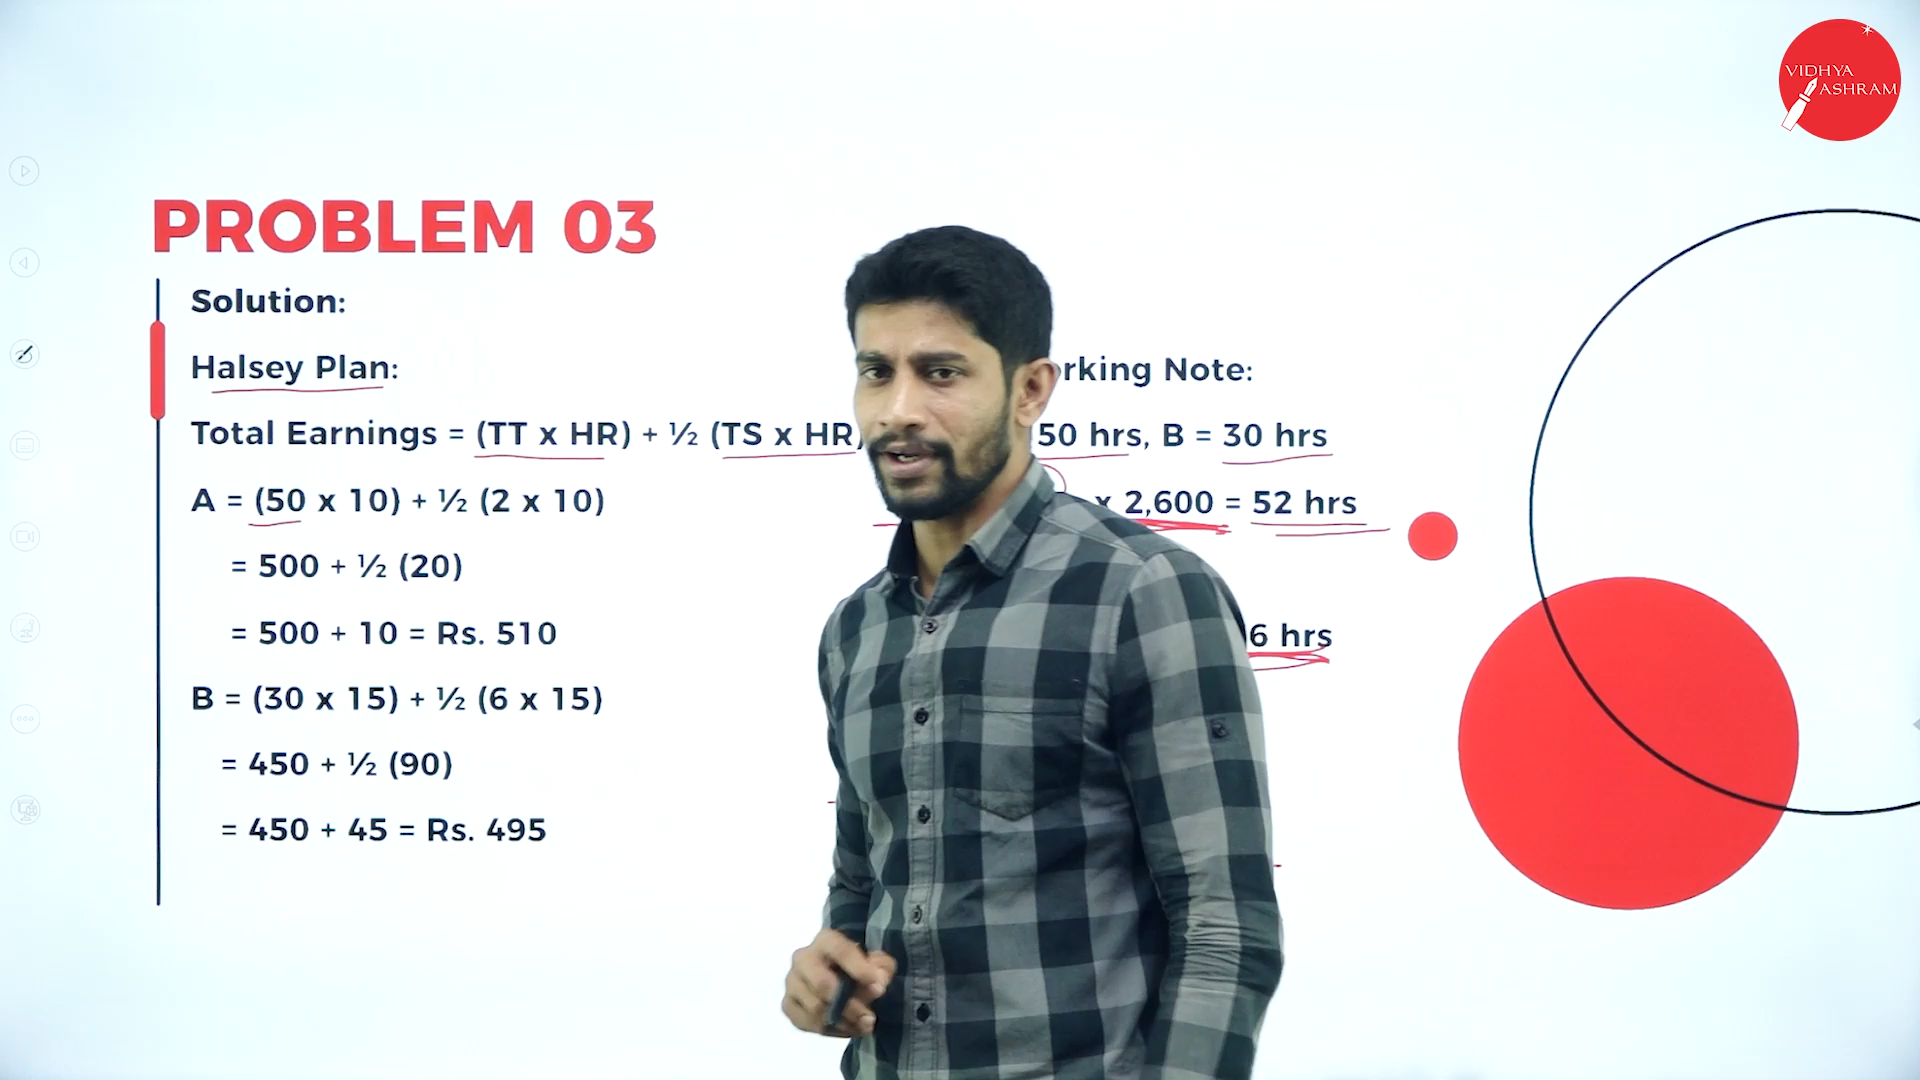 VIDHYA
ASHRAM
PROBLEM 03
Solution:
Halsey Plan:
Total Earnings = (TT x HR) + ½ (TS x HR)
A = (50 x 10) + ½ (2 x 10)
= 500 + ½ (20)
= 500 + 10 = Rs. 510
B = (30 x 15) + ½ (6 x 15)
= 450 + ½ (90)
= 450 + 45 = Rs. 495
Note:
50 hrs, B = 30 hrs
x 2,600 = 52 hrs
6 hrs